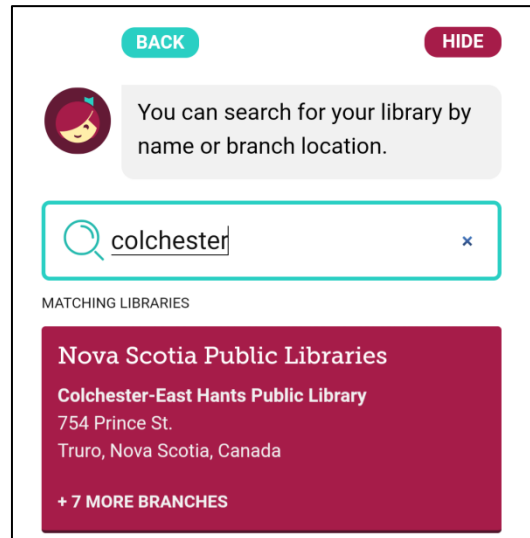 BACK
HIDE
You can search for your library by
name or branch location.
colchester
×
MATCHING LIBRARIES
Nova Scotia Public Libraries
Colchester-East Hants Public Library
754 Prince St.
Truro, Nova Scotia, Canada
+ 7 MORE BRANCHES